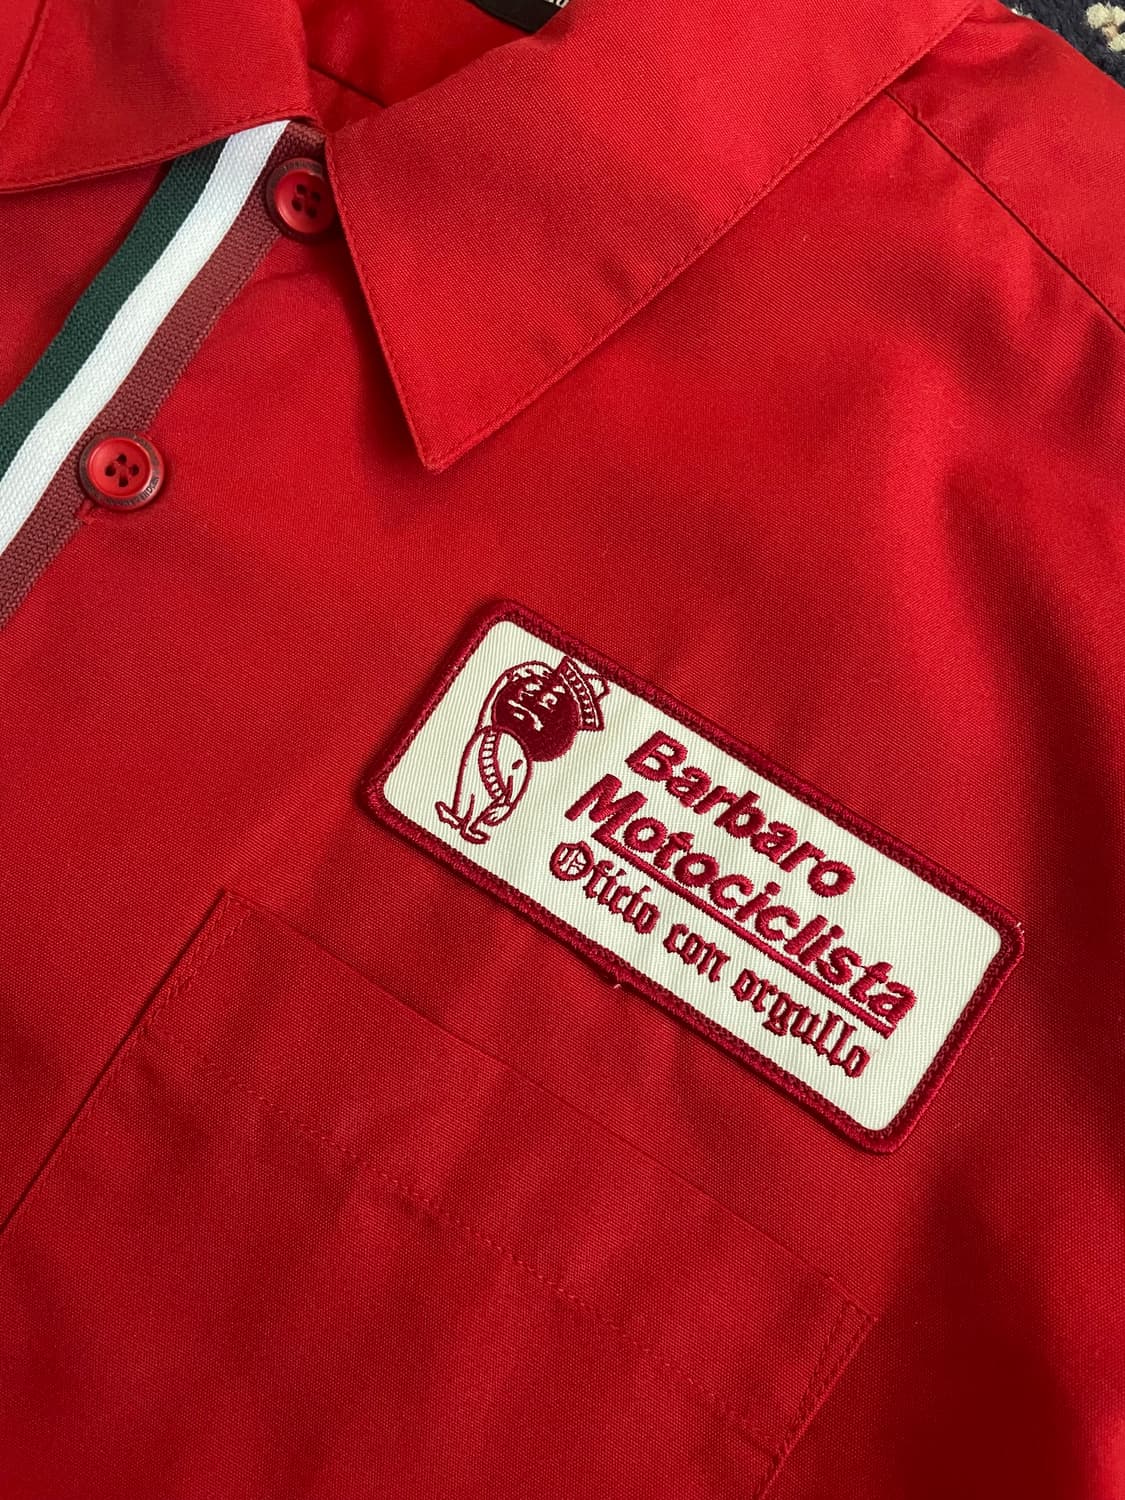 Barbaro
Motociclista
Oficio con orgullo